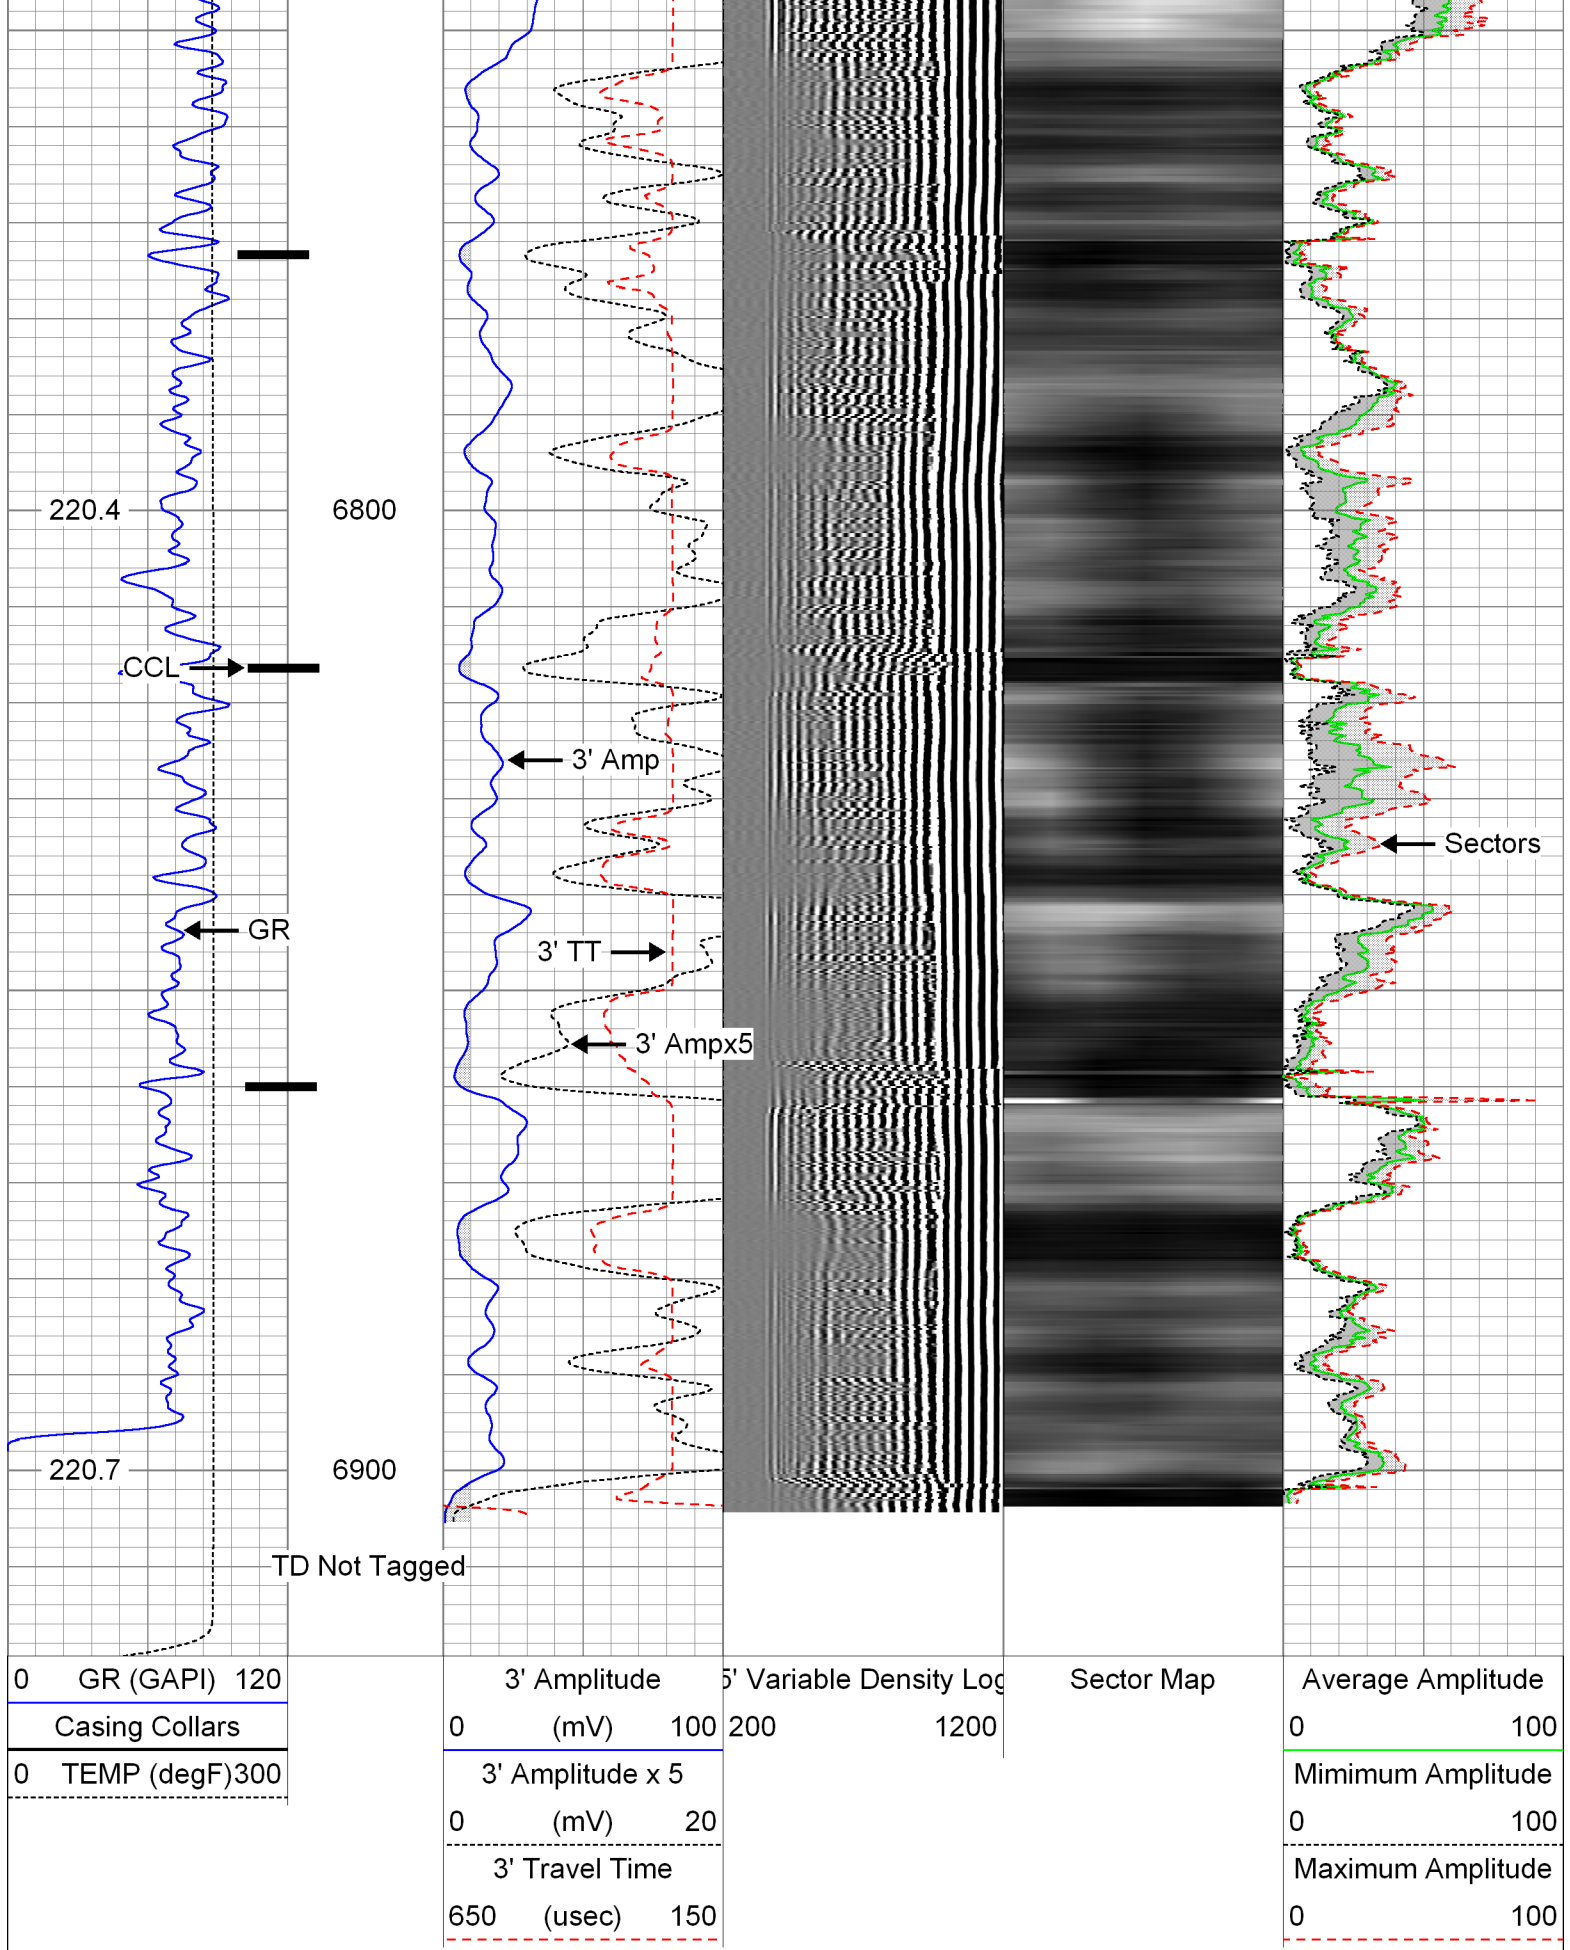 220.4
6800
CCL
3' Amp
Sectors
GR
3' TT
3' Ampx5
220.7
6900
TD Not Tagged
0 GR (GAPI) 120
Casing Collars
0 TEMP (degF) 300
3' Amplitude
0 (mV) 100
3' Amplitude x 5
0 (mV) 20
3' Travel Time
650 (usec) 150
5' Variable Density Log
200 1200
Sector Map
Average Amplitude
0 100
Mimimum Amplitude
0 100
Maximum Amplitude
0 100